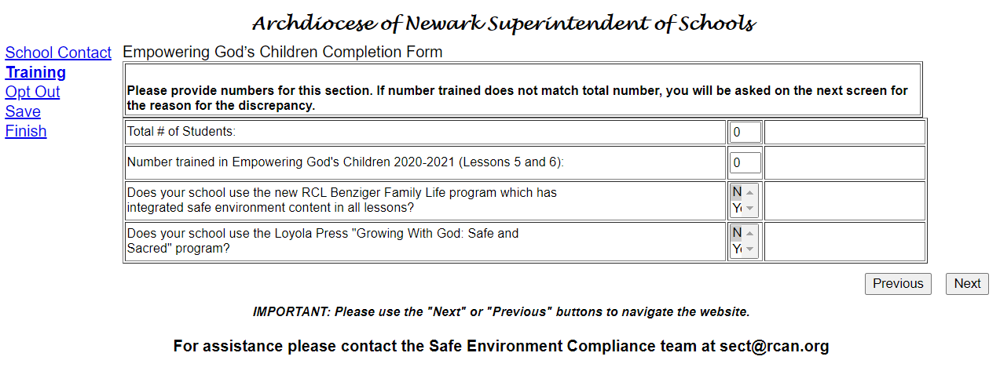 Archdiocese of Newark Superintendent of Schools
School Contact
Training
Opt Out
Save
Finish
Empowering God’s Children Completion Form
Please provide numbers for this section. If number trained does not match total number, you will be asked on the next screen for
the reason for the discrepancy.
Total # of Students:
0
Number trained in Empowering God's Children 2020-2021 (Lessons 5 and 6):
0
Does your school use the new RCL Benziger Family Life program which has
integrated safe environment content in all lessons?
N
Does your school use the Loyola Press "Growing With God: Safe and
Sacred" program?
N
Previous
Next
IMPORTANT: Please use the "Next" or "Previous" buttons to navigate the website.
For assistance please contact the Safe Environment Compliance team at sect@rcan.org